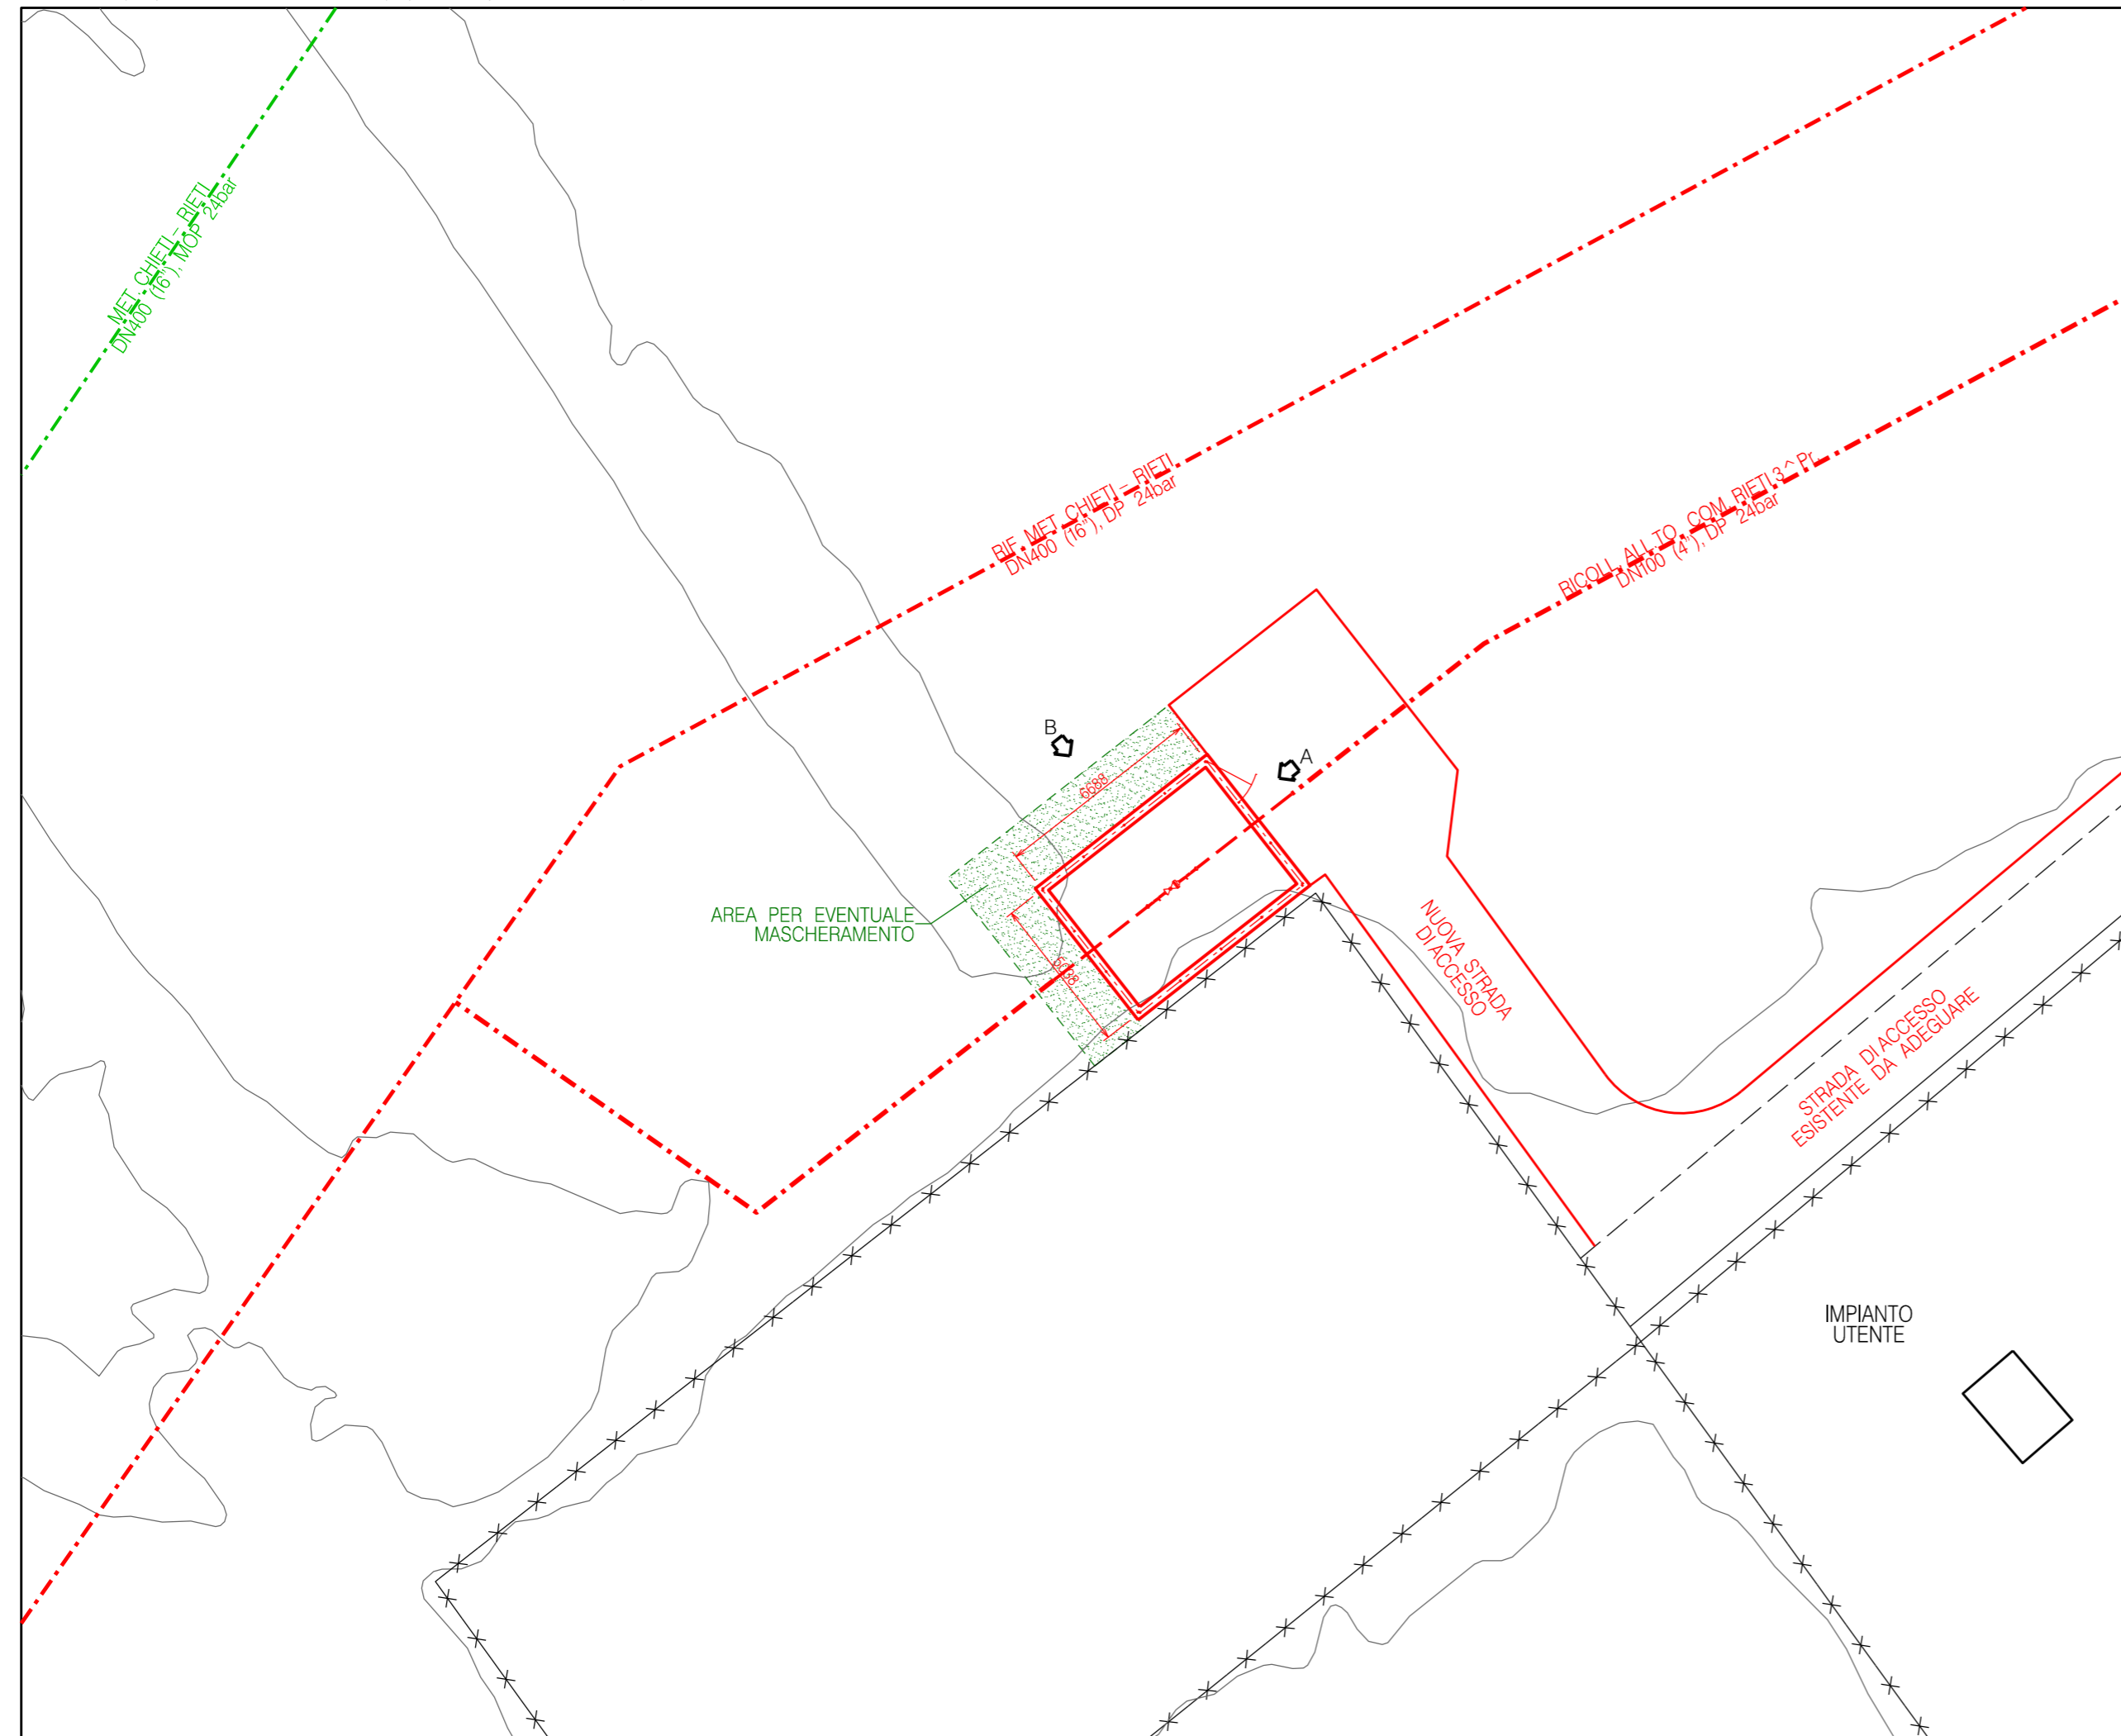 MET. CHIETI - RIETI
DN400 (16"), MOP 24bar
RIF. MET. CHIETI - RIETI
DN400 (16"), DP 24bar
RICOLL. ALL.TO COM. RIETI 3^ Pr.
DN100 (4"), DP 24bar
B
A
6688
AREA PER EVENTUALE
MASCHERAMENTO
NUOVA STRADA
DI ACCESSO
STRADA DI ACCESSO
ESISTENTE DA ADEGUARE
IMPIANTO
UTENTE